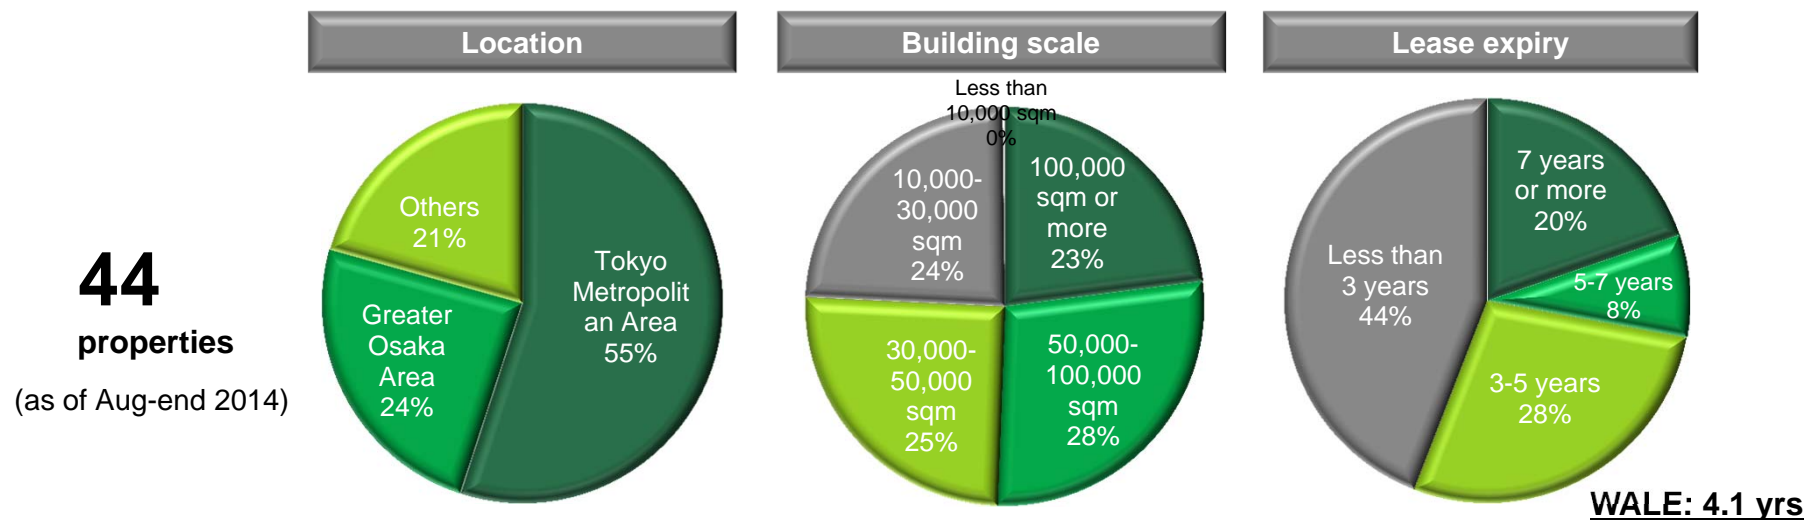 44
properties
(as of Aug-end 2014)
Location
Others
21%
Tokyo
Metropolit
an Area
55%
Greater
Osaka
Area
24%
Building scale
Less than
10,000 sqm
0%
10,000-
30,000
sqm
24%
100,000
sqm or
more
23%
30,000-
50,000
sqm
25%
50,000-
100,000
sqm
28%
Lease expiry
7 years
or more
20%
Less than
3 years
44%
5-7 years
8%
3-5 years
28%
WALE: 4.1 yrs